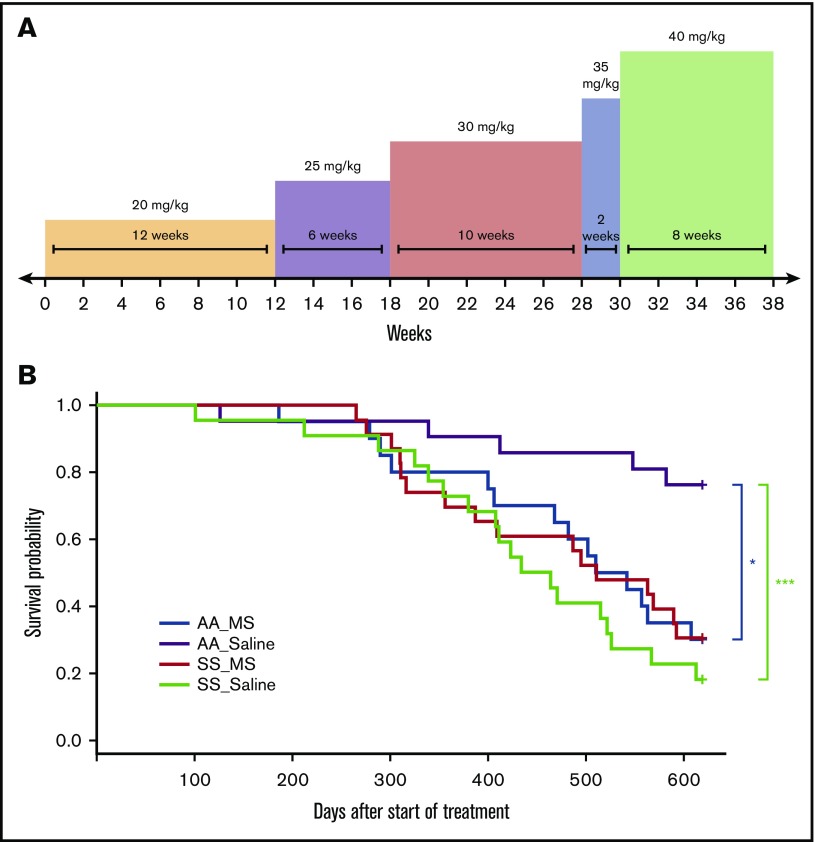 A
40 mg/kg
35
mg/kg
30 mg/kg
25 mg/kg
20 mg/kg
12 weeks
6 weeks
10 weeks
2
weeks
8 weeks
0 2 4 6 8 10 12 14 16 18 20 22 24 26 28 30 32 34 36 38
Weeks
B
1.0
0.8
0.6
0.4
0.2
0.0
Survival probability
AA_MS
AA_Saline
SS_MS
SS_Saline
*
***
100 200 300 400 500 600
Days after start of treatment